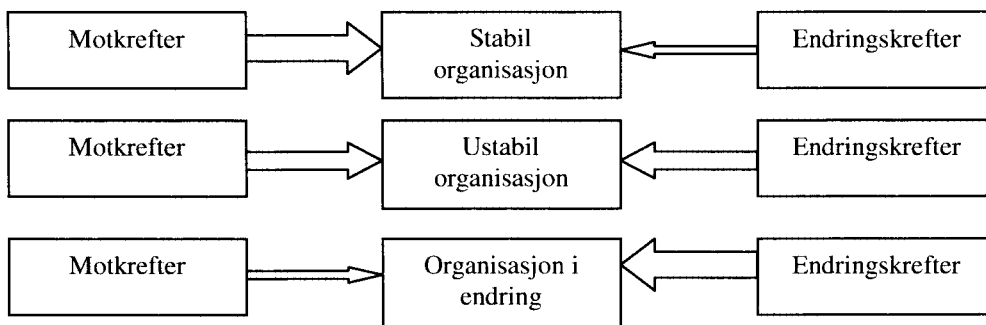 Motkrefter
Stabil
organisasjon
Endringskrefter
Motkrefter
Ustabil
organisasjon
Endringskrefter
Motkrefter
Organisasjon i
endring
Endringskrefter